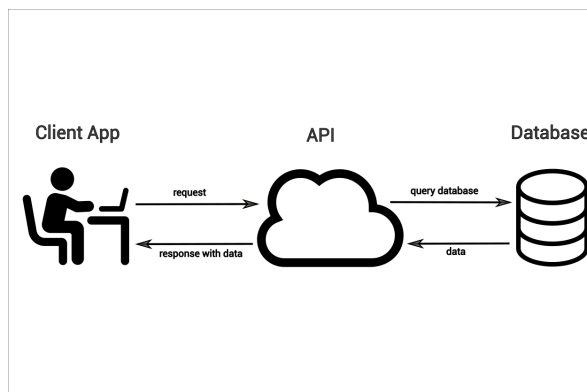 Client App
API
Database
request
query database
response with data
data